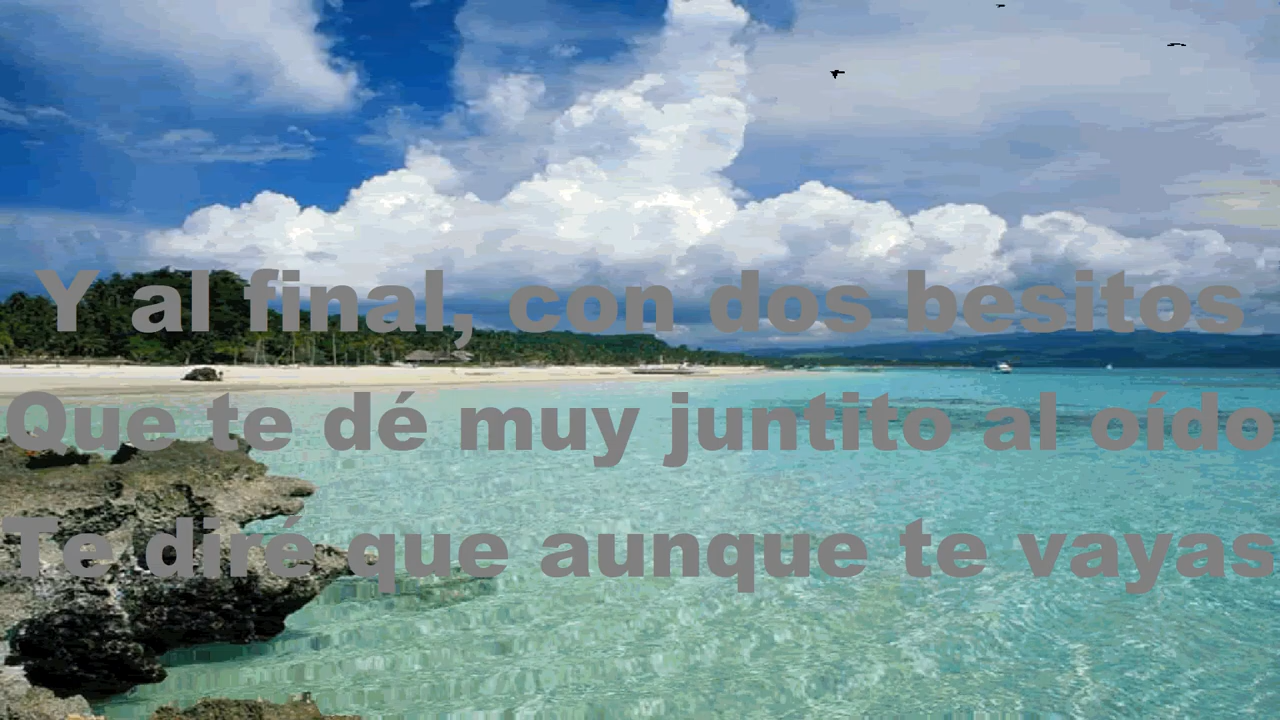 Y al final, con dos besitos
Que te dé muy juntito al oído
Te diré que aunque te vayas